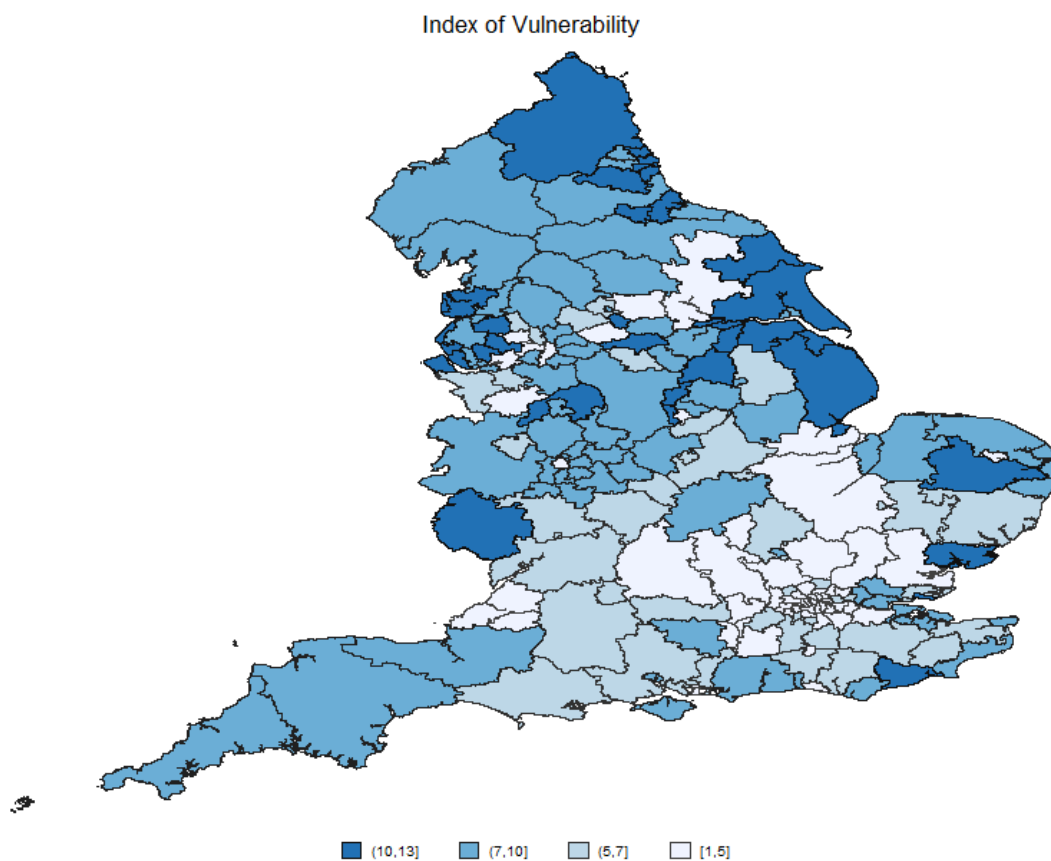 Index of Vulnerability
(10,13] (7,10] (5,7] [1,5]